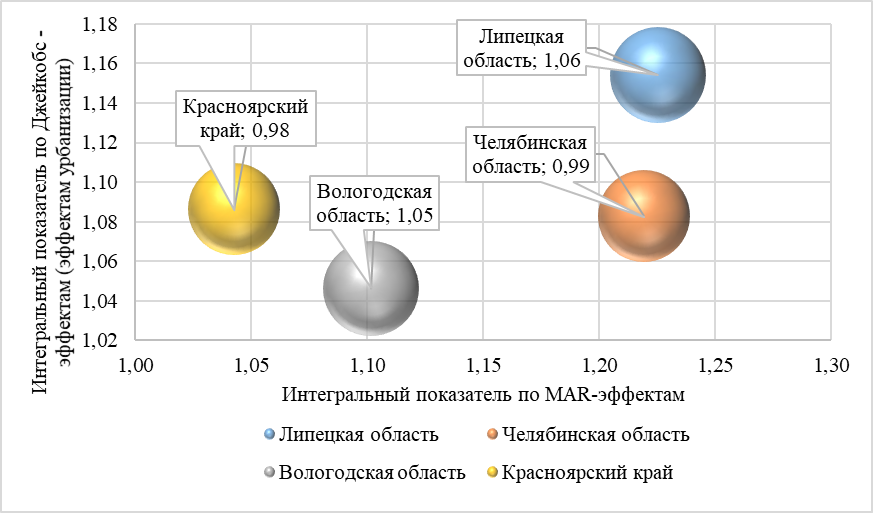 Интегральный показатель по Джейкобс -
эффектам (эффектам урбанизации)
1,18
1,16
1,14
1,12
1,10
1,08
1,06
1,04
1,02
Липецкая
область; 1,06
Красноярский
край; 0,98
Челябинская
область; 0,99
Вологодская
область; 1,05
1,00 1,05 1,10 1,15 1,20 1,25 1,30
Интегральный показатель по MAR-эффектам
Липецкая область Челябинская область
Вологодская область Красноярский край